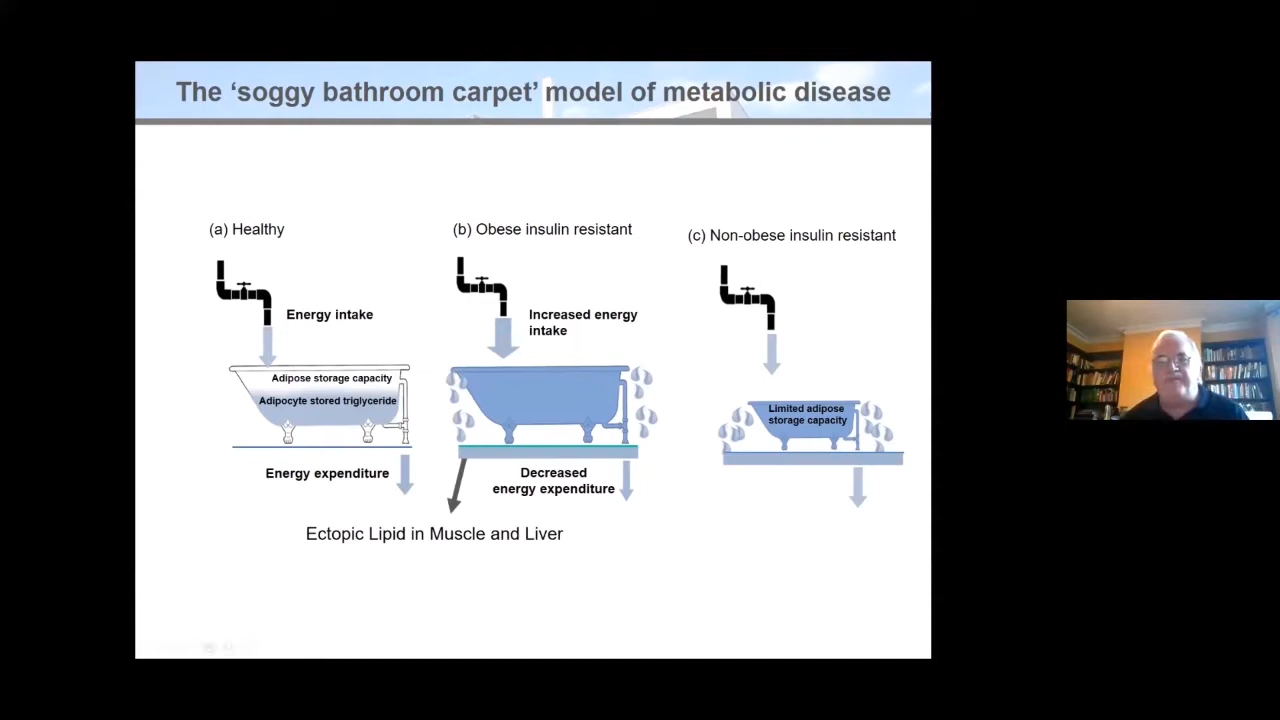 The ‘soggy bathroom carpet’ model of metabolic disease
(a) Healthy
Energy intake
Adipose storage capacity
Adipocyte stored triglyceride
Energy expenditure
(b) Obese insulin resistant
Increased energy
intake
Decreased
energy expenditure
Ectopic Lipid in Muscle and Liver
(c) Non-obese insulin resistant
Limited adipose
storage capacity